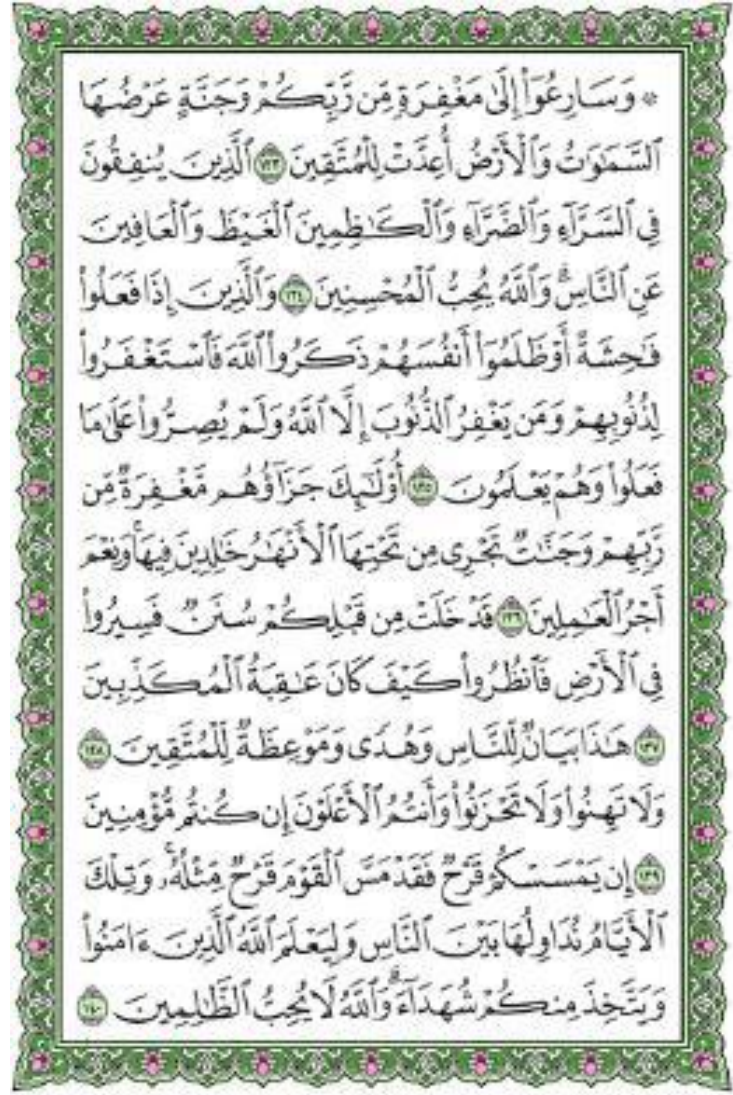 ۞ وَسَارِعُوٓاْ إِلَىٰ مَغْفِرَةٖ مِّن رَّبِّكُمْ وَجَنَّةٍ عَرْضُهَا
ٱلسَّمَٰوَٰتُ وَٱلْأَرْضُ أُعِدَّتْ لِلْمُتَّقِينَ ١٣٣ ٱلَّذِينَ يُنفِقُونَ
فِي ٱلسَّرَّآءِ وَٱلضَّرَّآءِ وَٱلْكَٰظِمِينَ ٱلْغَيْظَ وَٱلْعَافِينَ
عَنِ ٱلنَّاسِۗ وَٱللَّهُ يُحِبُّ ٱلْمُحْسِنِينَ ١٣٤ وَٱلَّذِينَ إِذَا فَعَلُواْ
فَٰحِشَةً أَوْ ظَلَمُوٓاْ أَنفُسَهُمْ ذَكَرُواْ ٱللَّهَ فَٱسْتَغْفَرُواْ
لِذُنُوبِهِمْ وَمَن يَغْفِرُ ٱلذُّنُوبَ إِلَّا ٱللَّهُ وَلَمْ يُصِرُّواْ عَلَىٰ مَا
فَعَلُواْ وَهُمْ يَعْلَمُونَ ١٣٥ أُوْلَٰٓئِكَ جَزَآؤُهُم مَّغْفِرَةٌ مِّن
رَّبِّهِمْ وَجَنَّٰتٌ تَجْرِي مِن تَحْتِهَا ٱلْأَنْهَٰرُ خَٰلِدِينَ فِيهَاۚ وَنِعْمَ
أَجْرُ ٱلْعَٰمِلِينَ ١٣٦ قَدْ خَلَتْ مِن قَبْلِكُمْ سُنَنٌ فَسِيرُواْ
فِي ٱلْأَرْضِ فَٱنظُرُواْ كَيْفَ كَانَ عَٰقِبَةُ ٱلْمُكَذِّبِينَ
١٣٧ هَٰذَا بَيَانٌ لِّلنَّاسِ وَهُدًى وَمَوْعِظَةٌ لِّلْمُتَّقِينَ ١٣٨
وَلَا تَهِنُواْ وَلَا تَحْزَنُواْ وَأَنتُمُ ٱلْأَعْلَوْنَ إِن كُنتُم مُّؤْمِنِينَ
١٣٩ إِن يَمْسَسْكُمْ قَرْحٌ فَقَدْ مَسَّ ٱلْقَوْمَ قَرْحٌ مِّثْلُهُۥۚ وَتِلْكَ
ٱلْأَيَّامُ نُدَاوِلُهَا بَيْنَ ٱلنَّاسِ وَلِيَعْلَمَ ٱللَّهُ ٱلَّذِينَ ءَامَنُواْ
وَيَتَّخِذَ مِنكُمْ شُهَدَآءَۗ وَٱللَّهُ لَا يُحِبُّ ٱلظَّٰلِمِينَ ١٤٠